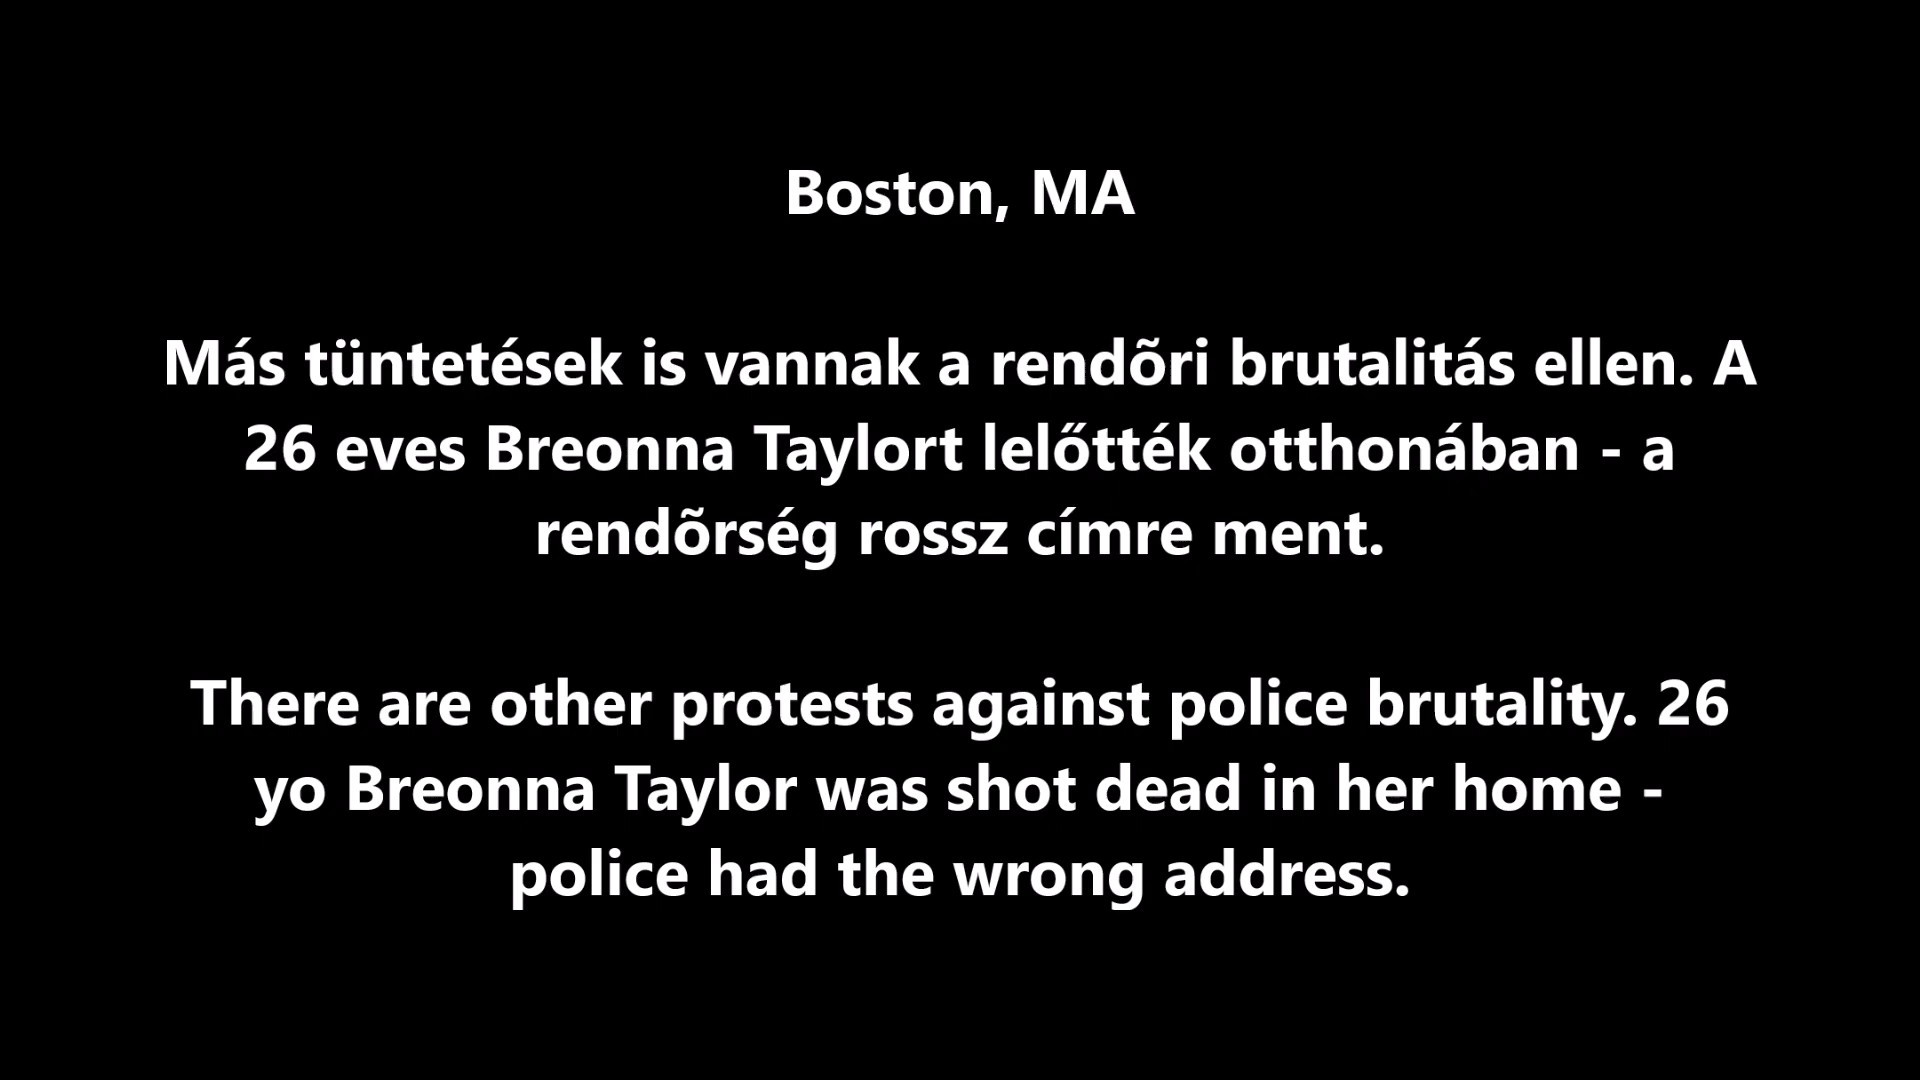 Boston, MA
Más tüntetések is vannak a rendõri brutalitás ellen. A
26 eves Breonna Taylort lelőtték otthonában - a
rendõrség rossz címre ment.
There are other protests against police brutality. 26
yo Breonna Taylor was shot dead in her home -
police had the wrong address.